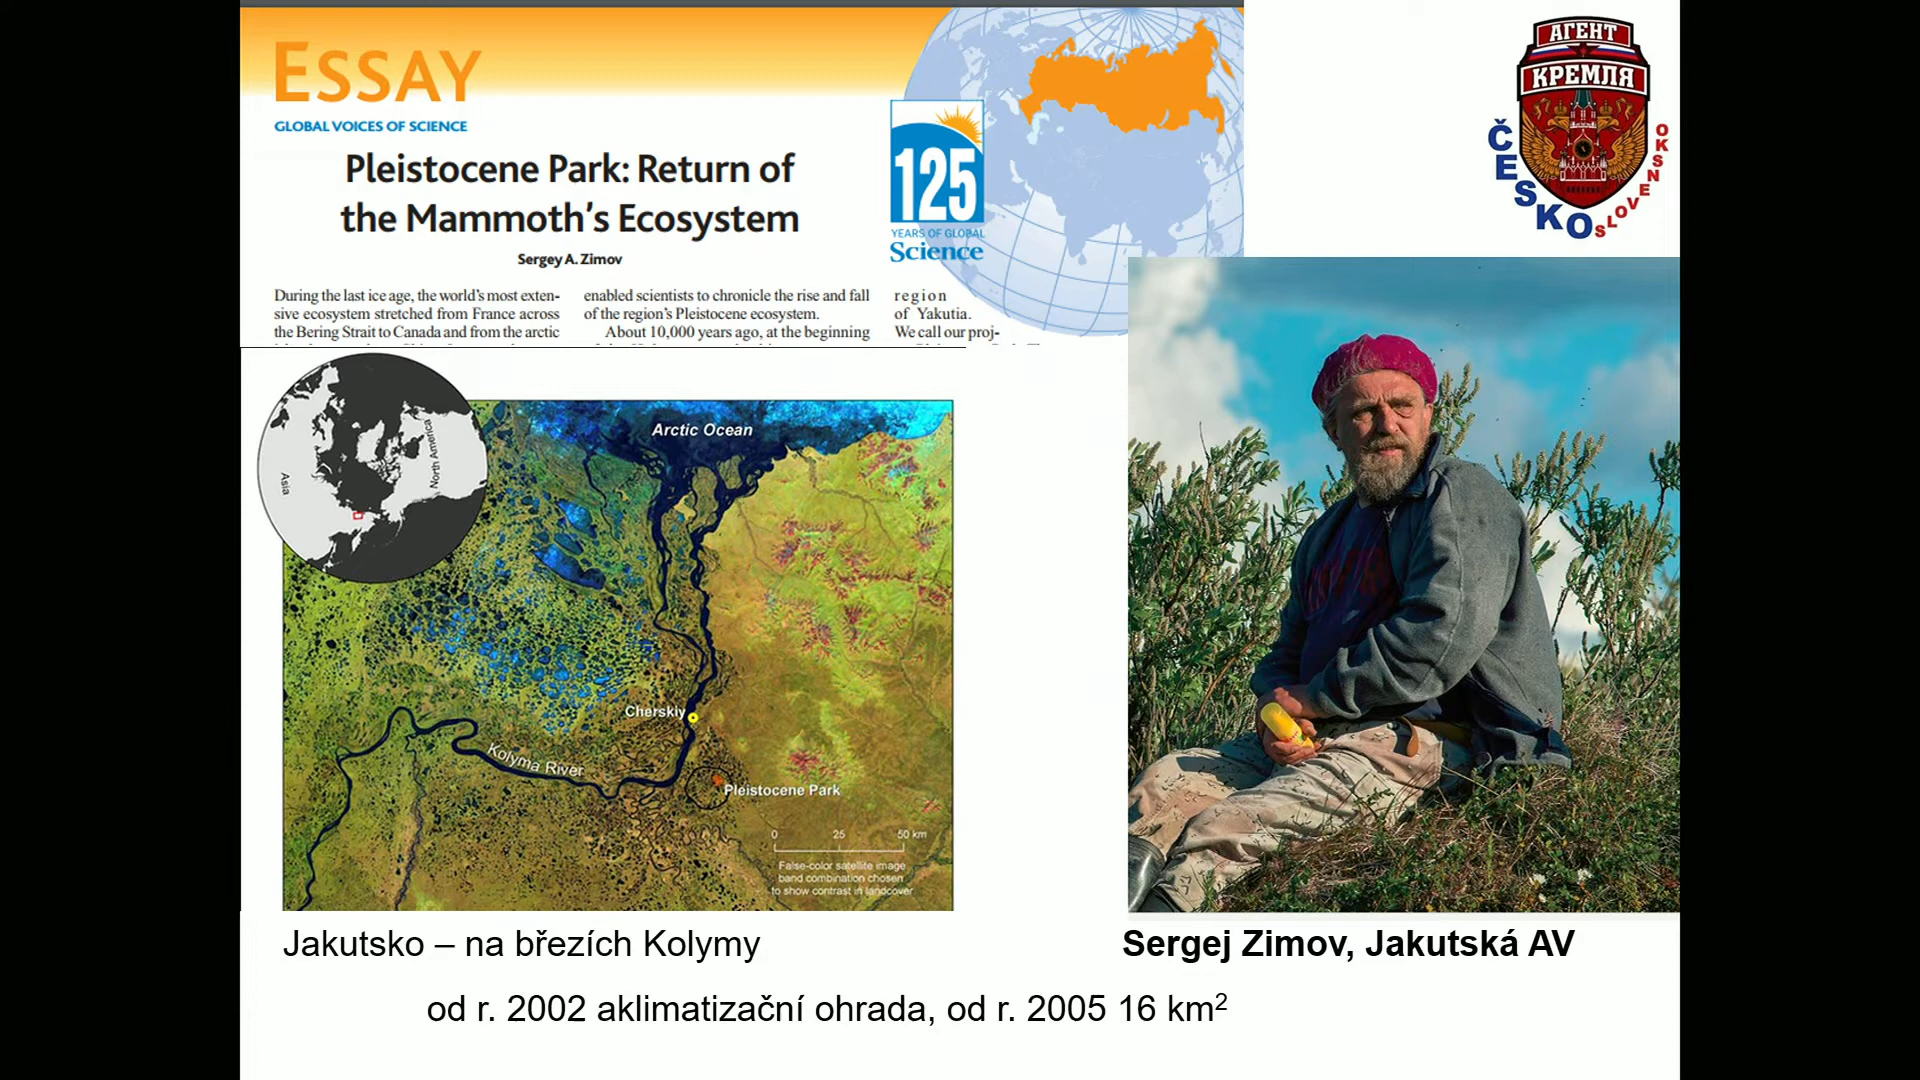 ESSAY
GLOBAL VOICES OF SCIENCE
Pleistocene Park: Return of
the Mammoth's Ecosystem
Sergey A. Zimov
During the last ice age, the world's most exten-
sive ecosystem stretched from France across
the Bering Strait to Canada and from the arctic
enabled scientists to chronicle the rise and fall
of the region's Pleistocene ecosystem.
About 10,000 years ago, at the beginning
region
of Yakutia.
We call our proj-
125
YEARS OF GLOBAL
Science
АГЕНТ
КРЕМЛЯ
ČESKO
SLOVENSKO
Asia
North America
Arctic Ocean
Cherskiy
Kolyma River
Pleistocene Park
0 25 50 km
False-color satellite image
band combination chosen
to show contrast in landcover
Jakutsko – na březích Kolymy
Sergej Zimov, Jakutská AV
od r. 2002 aklimatizační ohrada, od r. 2005 16 km²